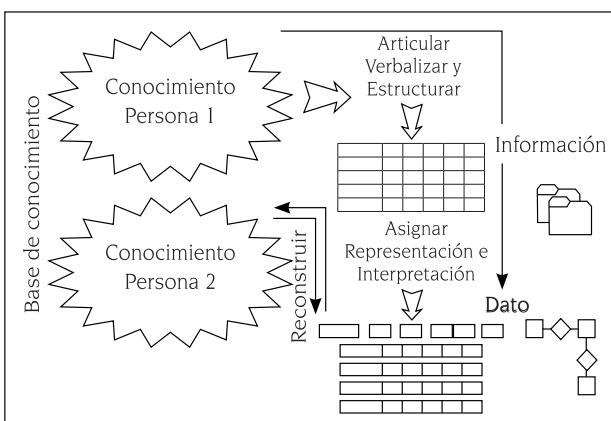 Base de conocimiento
Conocimiento
Persona 1
Articular
Verbalizar y
Estructurar
Información
Conocimiento
Persona 2
Reconstruir
Asignar
Representación e
Interpretación
Dato